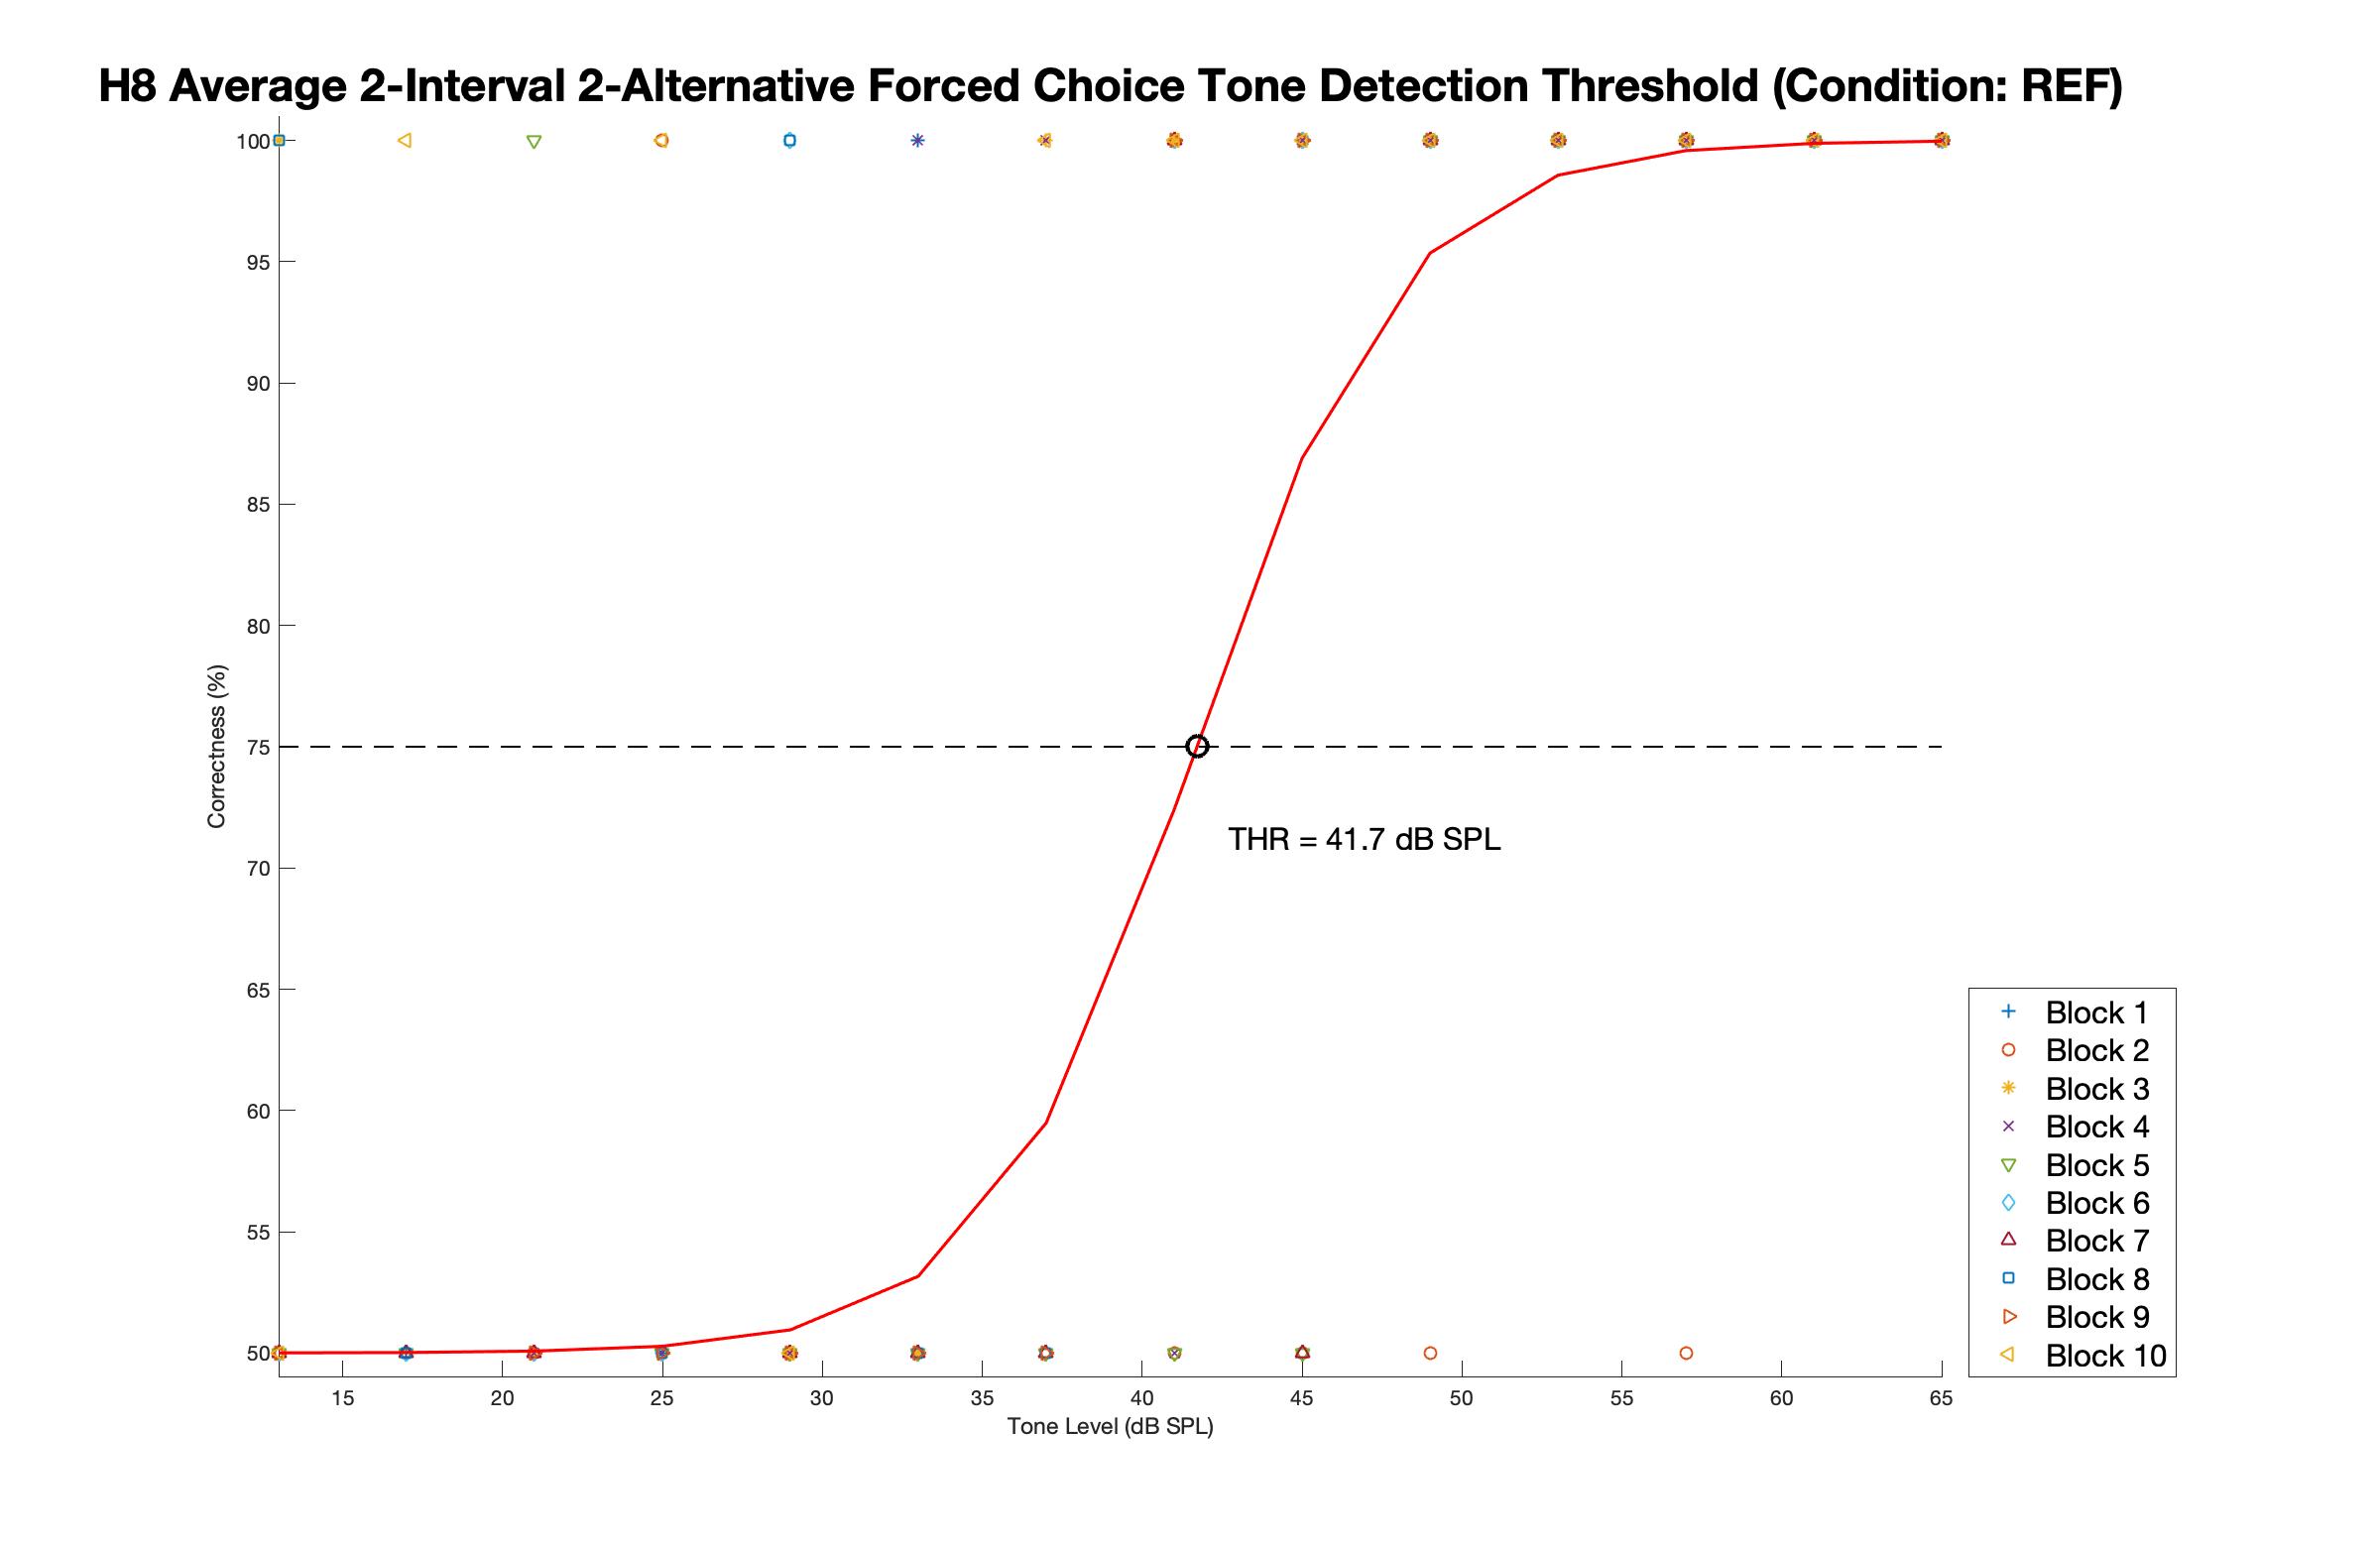 H8 Average 2-Interval 2-Alternative Forced Choice Tone Detection Threshold (Condition: REF)
100
95
90
85
80
75
70
65
60
55
50
Correctness (%)
THR = 41.7 dB SPL
15 20 25 30 35 40 45 50 55 60 65
Tone Level (dB SPL)
Block 1
Block 2
Block 3
Block 4
Block 5
Block 6
Block 7
Block 8
Block 9
Block 10